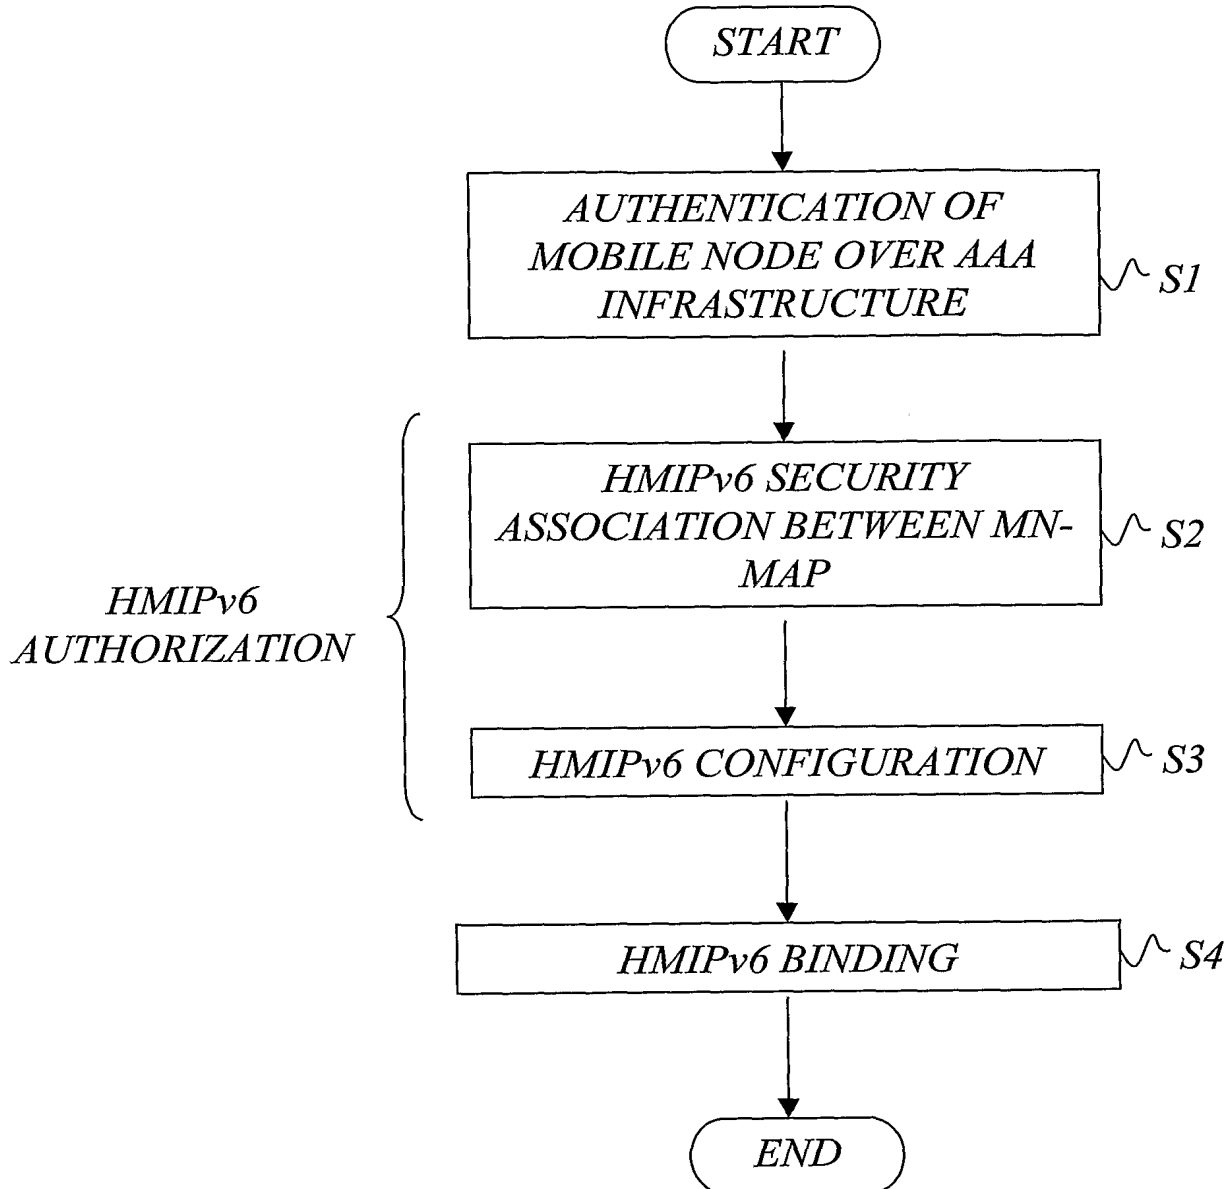 START
AUTHENTICATION OF
MOBILE NODE OVER AAA
INFRASTRUCTURE
S1
HMIPv6 SECURITY
ASSOCIATION BETWEEN MN-
MAP
S2
HMIPv6
AUTHORIZATION
HMIPv6 CONFIGURATION
S3
HMIPv6 BINDING
S4
END